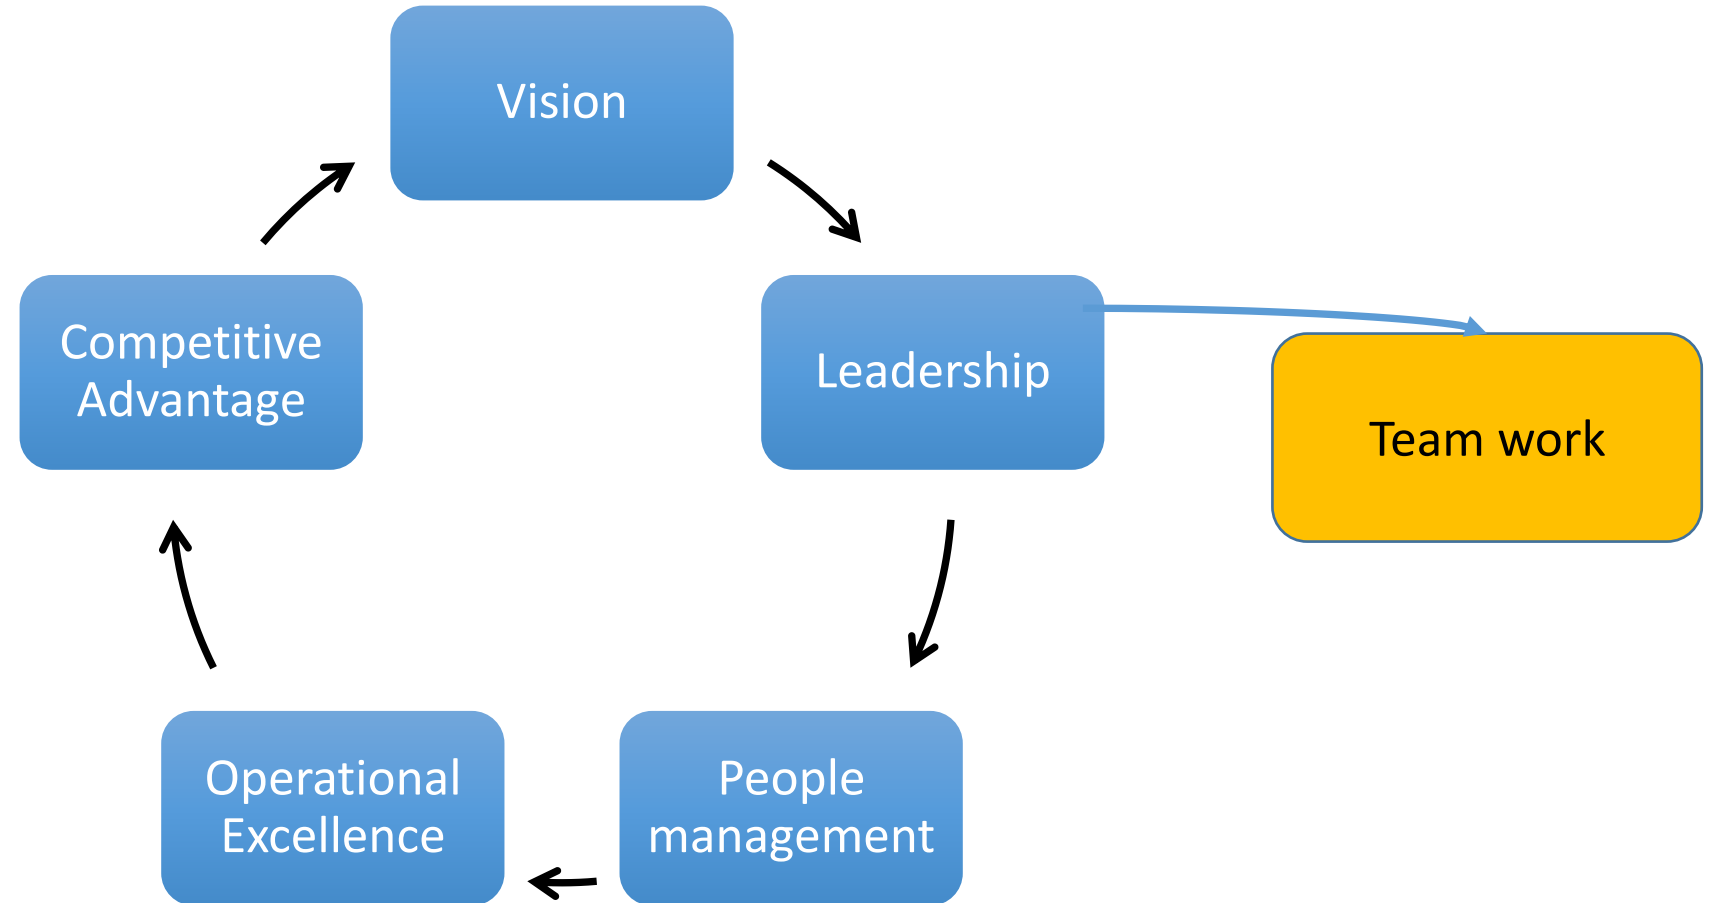 Vision
Leadership
Team work
People
management
Operational
Excellence
Competitive
Advantage